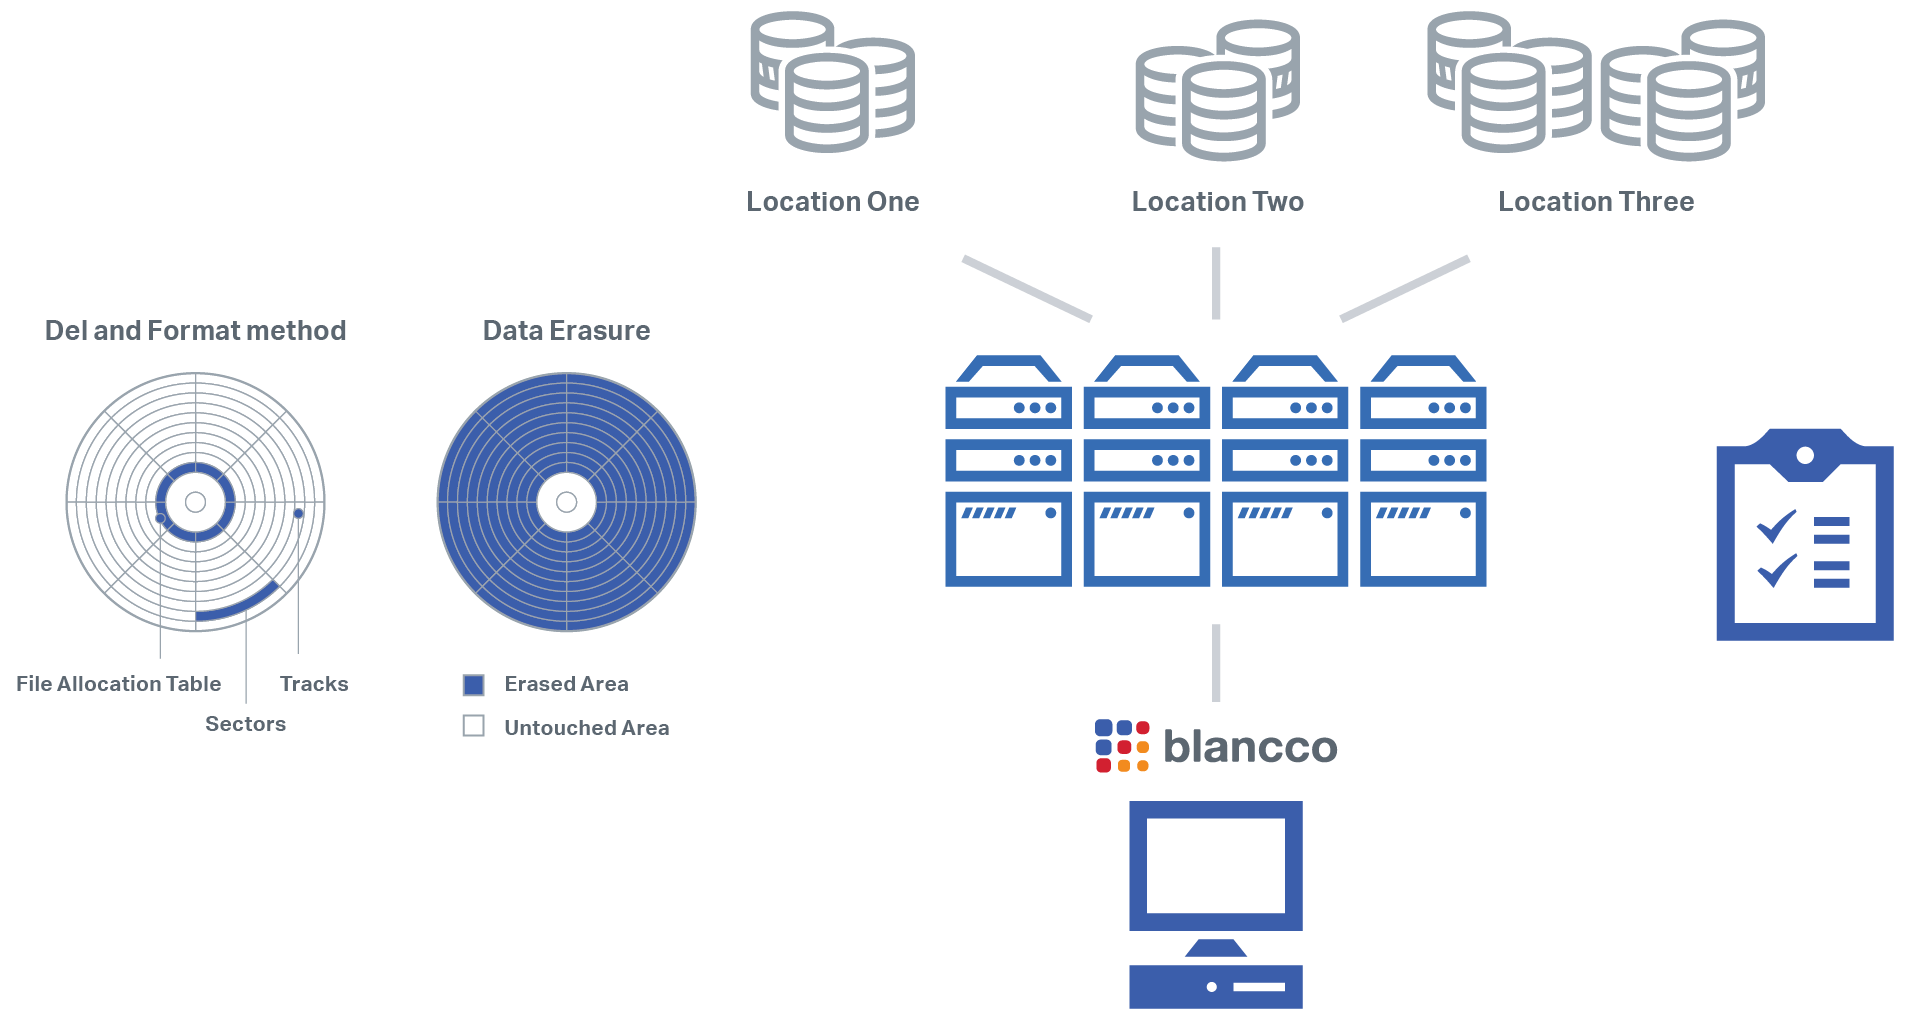 Location One
Location Two
Location Three
Del and Format method
Data Erasure
File Allocation Table
Tracks
Sectors
Erased Area
Untouched Area
blancco